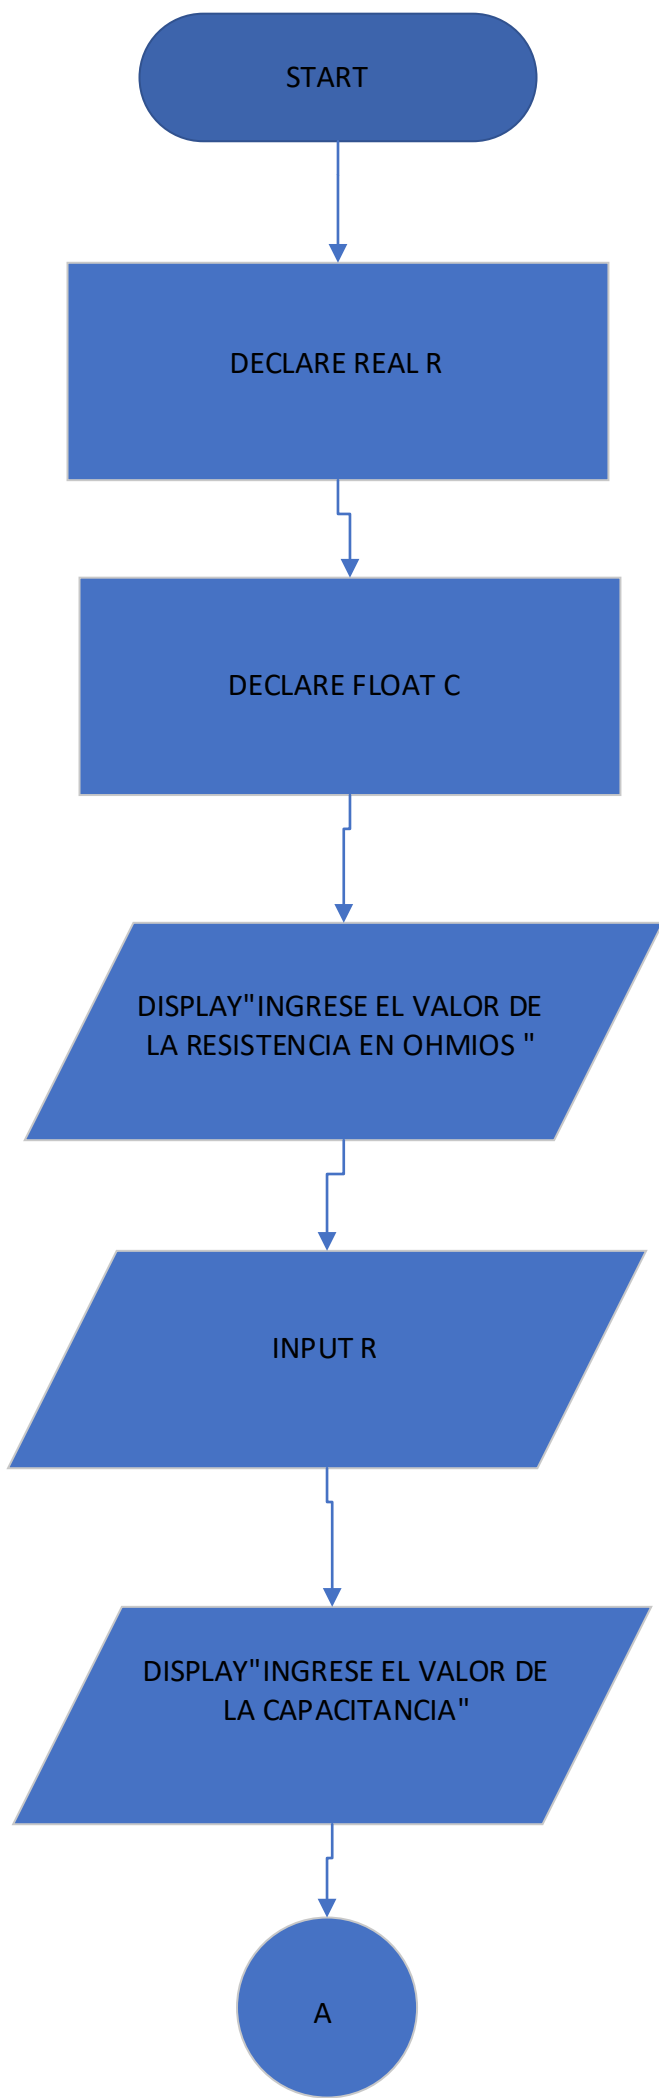 START
DECLARE REAL R
DECLARE FLOAT C
DISPLAY"INGRESE EL VALOR DE
LA RESISTENCIA EN OHMIOS "
INPUT R
DISPLAY"INGRESE EL VALOR DE
LA CAPACITANCIA"
A